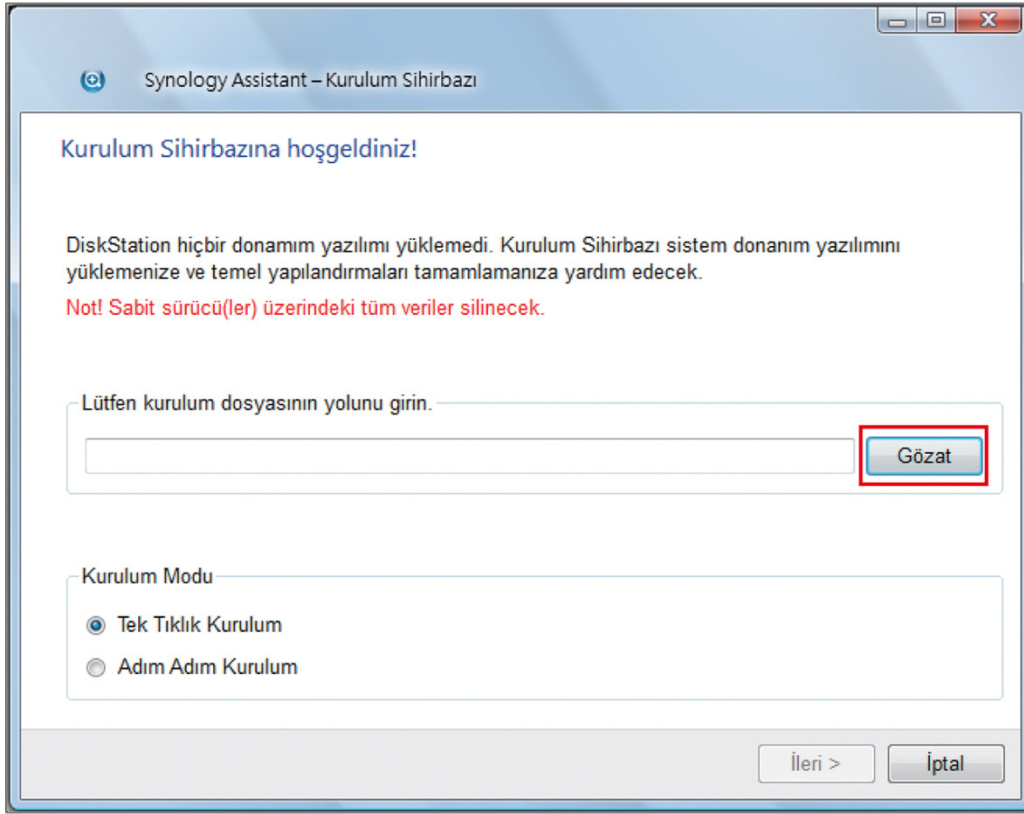 Synology Assistant – Kurulum Sihirbazı
Kurulum Sihirbazına hoşgeldiniz!
DiskStation hiçbir donamım yazılımı yüklemedi. Kurulum Sihirbazı sistem donanım yazılımını
yüklemenize ve temel yapılandırmaları tamamlamanıza yardım edecek.
Not! Sabit sürücü(ler) üzerindeki tüm veriler silinecek.
Lütfen kurulum dosyasının yolunu girin.
Gözat
Kurulum Modu
Tek Tıklık Kurulum
Adım Adım Kurulum
İleri >
İptal